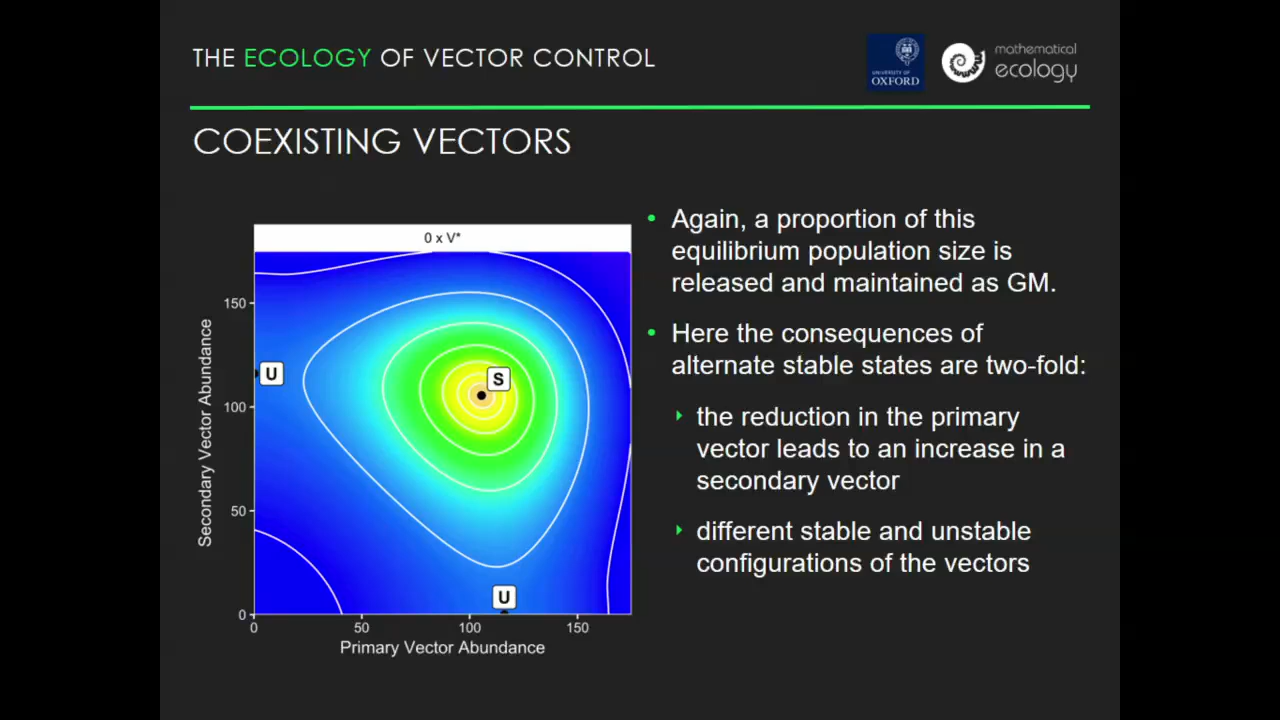 THE ECOLOGY OF VECTOR CONTROL
UNIVERSITY OF
OXFORD
mathematical
ecology
COEXISTING VECTORS
0 x V*
150
100
50
0
Secondary Vector Abundance
U
S
U
0
50
100
150
Primary Vector Abundance
• Again, a proportion of this
equilibrium population size is
released and maintained as GM.
• Here the consequences of
alternate stable states are two-fold:
the reduction in the primary
vector leads to an increase in a
secondary vector
different stable and unstable
configurations of the vectors